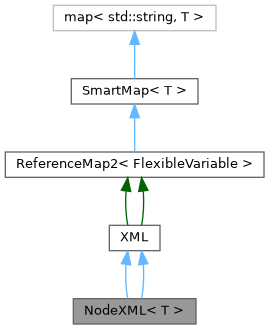 map< std::string, T >
SmartMap< T >
ReferenceMap2< FlexibleVariable >
XML
NodeXML< T >